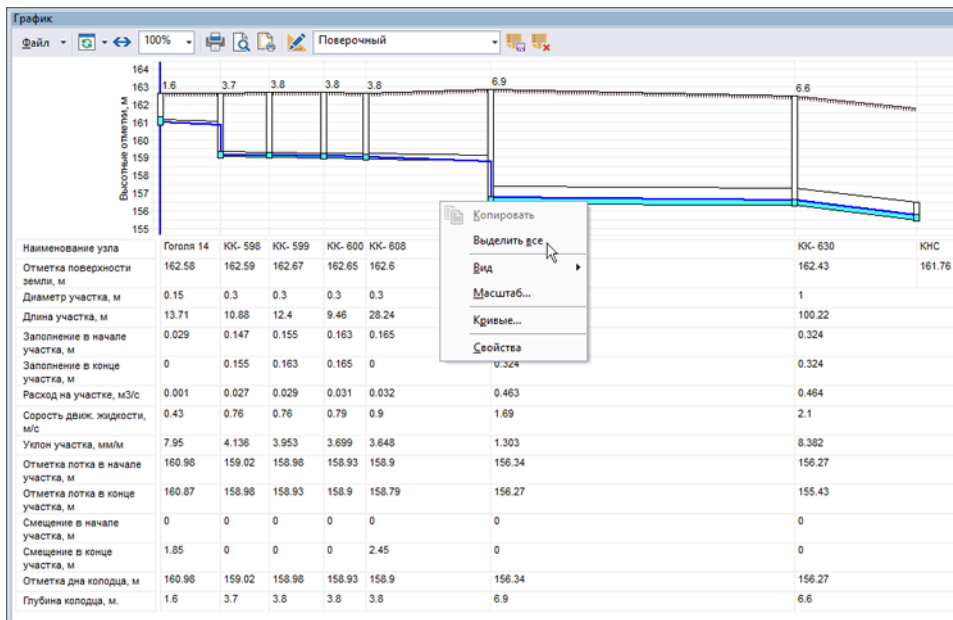 График
Файл 100% Поверочный
164
163
162
161
160
159
158
157
156
155
Высотные отметки, м
1.6 3.7 3.8 3.8 3.8 6.9 6.6
Копировать
Выделить все
Вид
Масштаб...
Кривые...
Свойства
Наименование узла Гоголя 14 КК- 598 КК- 599 КК- 600 КК- 608 КК- 630 КНС
Отметка поверхности 162.58 162.59 162.67 162.65 162.6 162.43 161.76
земли, м
Диаметр участка, м 0.15 0.3 0.3 0.3 0.3 1
Длина участка, м 13.71 10.88 12.4 9.46 28.24 100.22
Заполнение в начале 0.029 0.147 0.155 0.163 0.165 0.324
участка, м
Заполнение в конце 0 0.155 0.163 0.165 0 0.324 0.324
участка, м
Расход на участке, м3/с 0.001 0.027 0.029 0.031 0.032 0.463 0.464
Сорость движ. жидкости, 0.43 0.76 0.76 0.79 0.9 1.69 2.1
м/с
Уклон участка, мм/м 7.95 4.136 3.953 3.699 3.648 1.303 8.382
Отметка лотка в начале 160.98 159.02 158.98 158.93 158.9 156.34 156.27
участка, м
Отметка лотка в конце 160.87 158.98 158.93 158.9 158.79 156.27 155.43
участка, м
Смещение в начале 0 0 0 0 0 0 0
участка, м
Смещение в конце 1.85 0 0 0 2.45 0 0
участка, м
Отметка дна колодца, м 160.98 159.02 158.98 158.93 158.9 156.34 156.27
Глубина колодца, м. 1.6 3.7 3.8 3.8 3.8 6.9 6.6